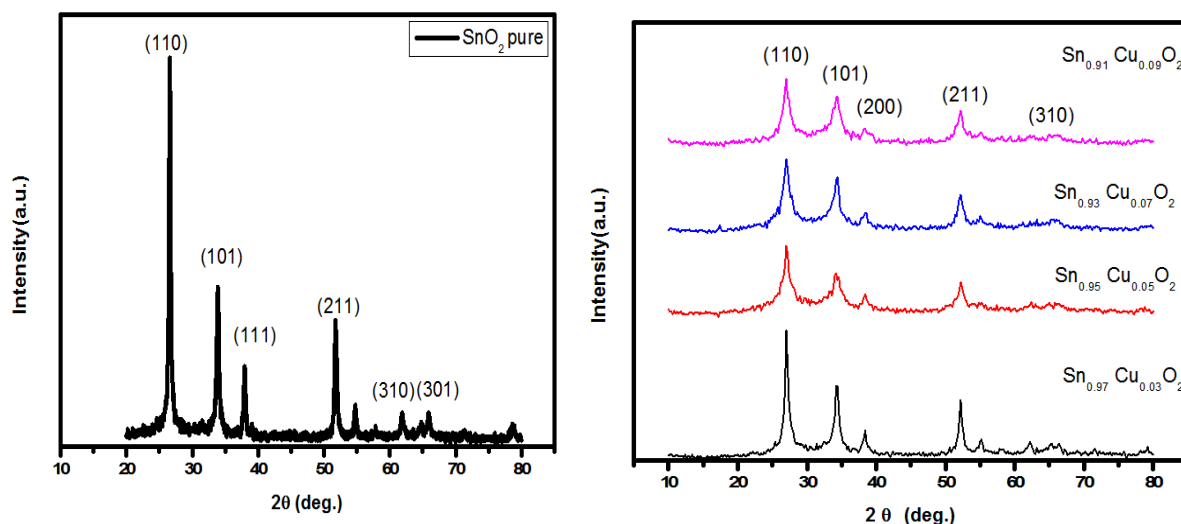 SnO₂ pure
(110)
(101)
(111)
(211)
(310)
(301)
Intensity(a.u.)
10 20 30 40 50 60 70 80
2θ (deg.)
Sn₀.₉₁ Cu₀.₀₉O₂
(110)
(101)
(200)
(211)
(310)
Sn₀.₉₃ Cu₀.₀₇O₂
Sn₀.₉₅ Cu₀.₀₅O₂
Sn₀.₉₇ Cu₀.₀₃O₂
Intensity(a.u.)
10 20 30 40 50 60 70 80
2 θ (deg.)